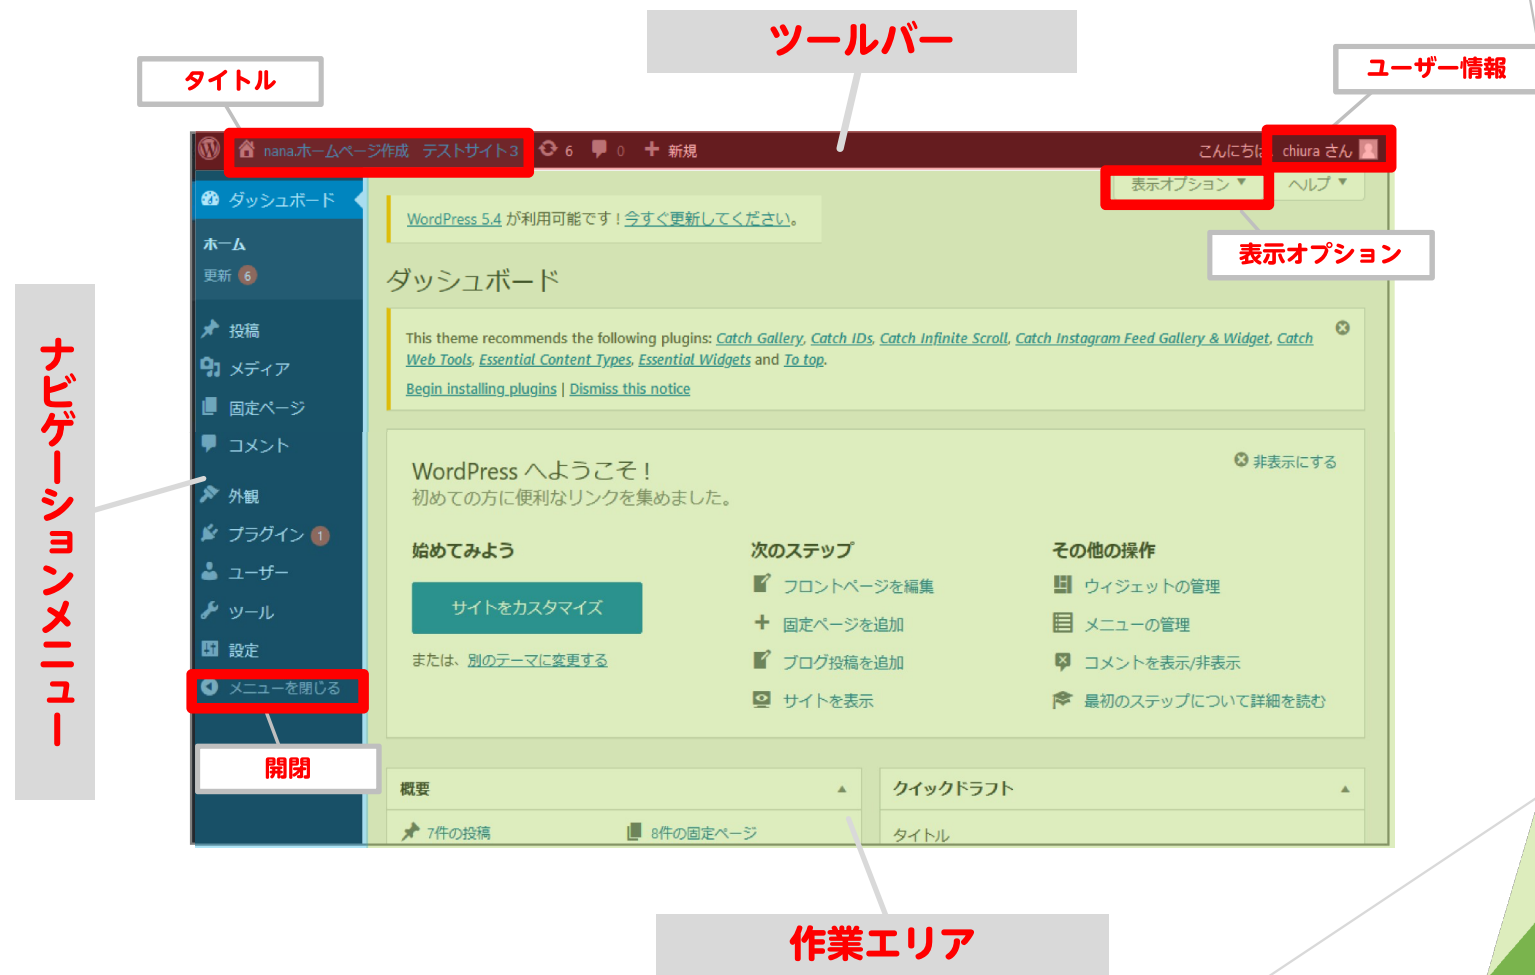 ツールバー
タイトル
ユーザー情報
nana.ホームページ作成　テストサイト3 6 0 新規
こんにちは、chiura さん
ダッシュボード
表示オプション ▼
ヘルプ ▼
WordPress 5.4 が利用可能です ! 今すぐ更新してください。
表示オプション
ホーム
更新 6
ダッシュボード
ナビゲーションメニュー
投稿
メディア
固定ページ
コメント
外観
プラグイン 1
ユーザー
ツール
設定
メニューを閉じる
開閉
This theme recommends the following plugins: Catch Gallery, Catch IDs, Catch Infinite Scroll, Catch Instagram Feed Gallery & Widget, Catch
Web Tools, Essential Content Types, Essential Widgets and To top.
Begin installing plugins | Dismiss this notice
WordPress へようこそ !
非表示にする
初めての方に便利なリンクを集めました。
始めてみよう
サイトをカスタマイズ
または、別のテーマに変更する
次のステップ
フロントページを編集
固定ページを追加
ブログ投稿を追加
サイトを表示
その他の操作
ウィジェットの管理
メニューの管理
コメントを表示/非表示
最初のステップについて詳細を読む
概要 ▲
7件の投稿
8件の固定ページ
クイックドラフト ▲
タイトル
作業エリア